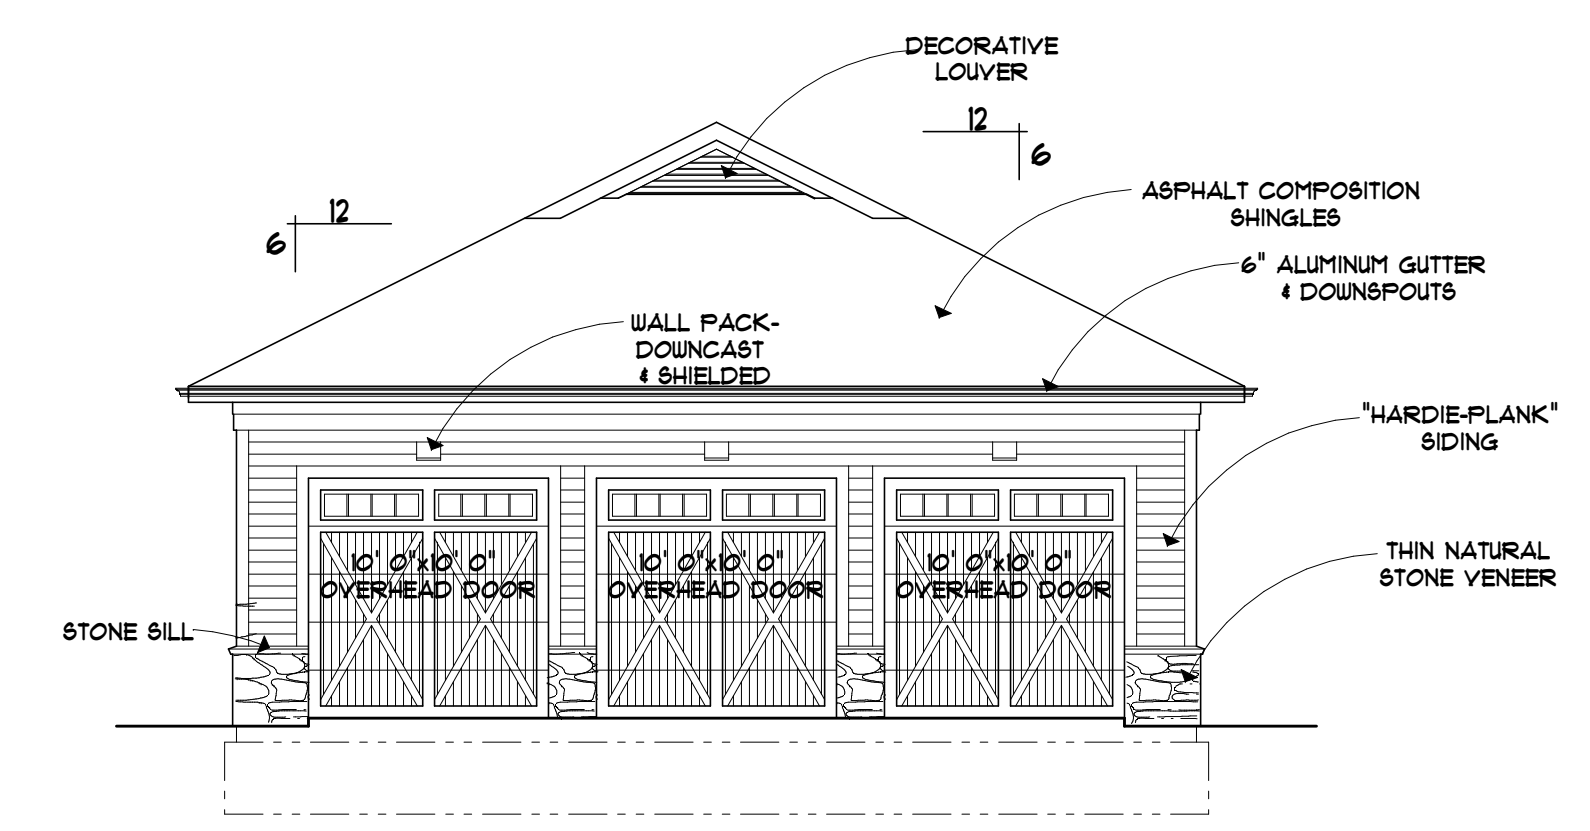 DECORATIVE
LOUVER
12
6
12
6
ASPHALT COMPOSITION
SHINGLES
6" ALUMINUM GUTTER
& DOWNSPOUTS
WALL PACK-
DOWNCAST
& SHIELDED
"HARDIE-PLANK"
SIDING
10' 0"x10' 0"
OVERHEAD DOOR
10' 0"x10' 0"
OVERHEAD DOOR
10' 0"x10' 0"
OVERHEAD DOOR
THIN NATURAL
STONE VENEER
STONE SILL